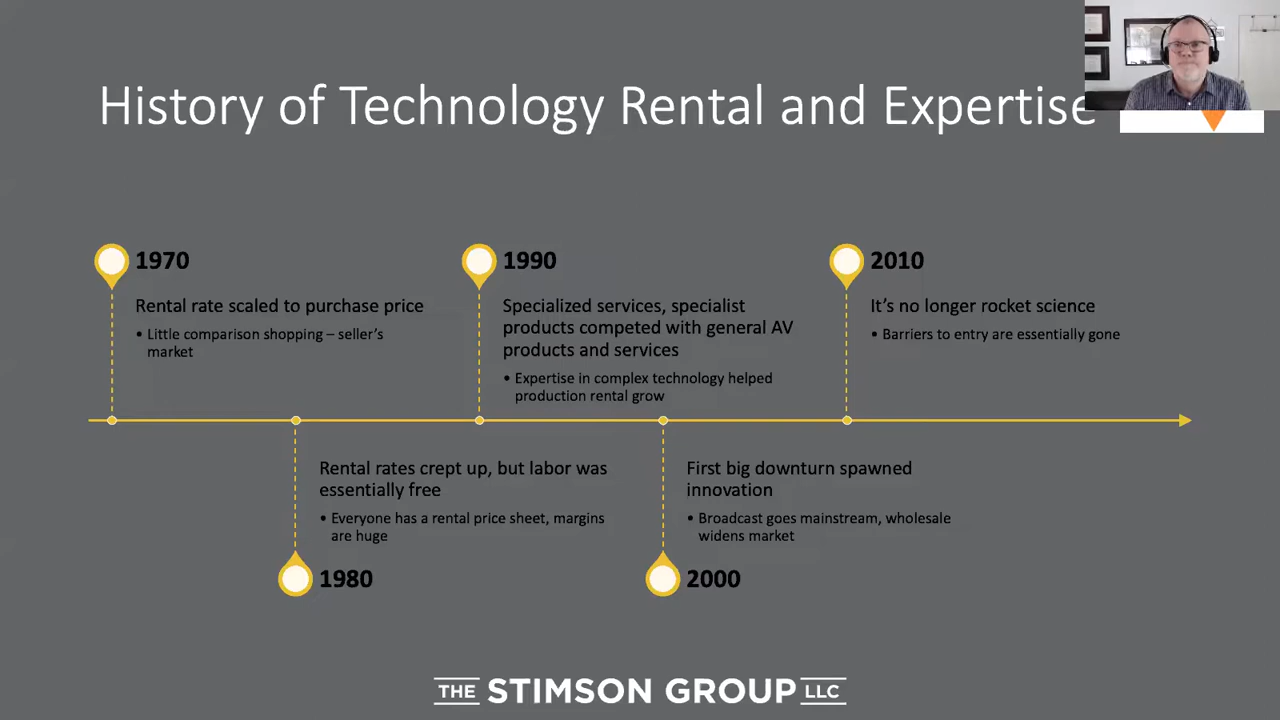 History of Technology Rental and Expertise
1970
Rental rate scaled to purchase price
• Little comparison shopping – seller’s
market
1990
Specialized services, specialist
products competed with general AV
products and services
• Expertise in complex technology helped
production rental grow
2010
It’s no longer rocket science
• Barriers to entry are essentially gone
Rental rates crept up, but labor was
essentially free
• Everyone has a rental price sheet, margins
are huge
1980
First big downturn spawned
innovation
• Broadcast goes mainstream, wholesale
widens market
2000
THE STIMSON GROUP LLC